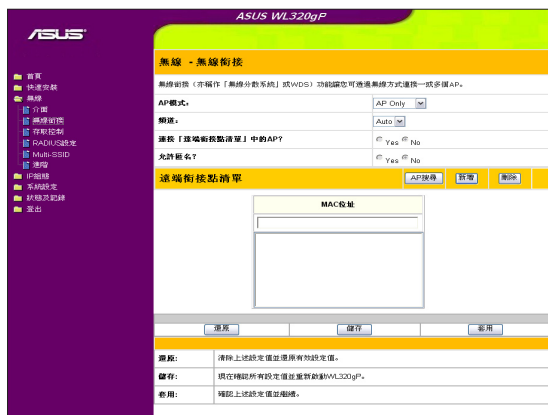 ASUS WL320gP
ASUS
首頁
快速安裝
無線
介面
無線銜接
存取控制
RADIUS設定
Multi-SSID
進階
IP組態
系統設定
狀態及記錄
登出
無線 - 無線銜接
無線銜接（亦稱作「無線分散系統」或WDS）功能讓您可透過無線方式連接一或多個AP。
AP模式： AP Only
頻道： Auto
連接「遠端銜接點清單」中的AP? Yes No
允許匿名? Yes No
遠端銜接點清單 AP搜尋 新增 刪除
MAC位址
還原 儲存 套用
還原： 清除上述設定值並還原有效設定值。
儲存： 現在確認所有設定值並重新啟動WL320gP。
套用： 確認上述設定值並繼續。